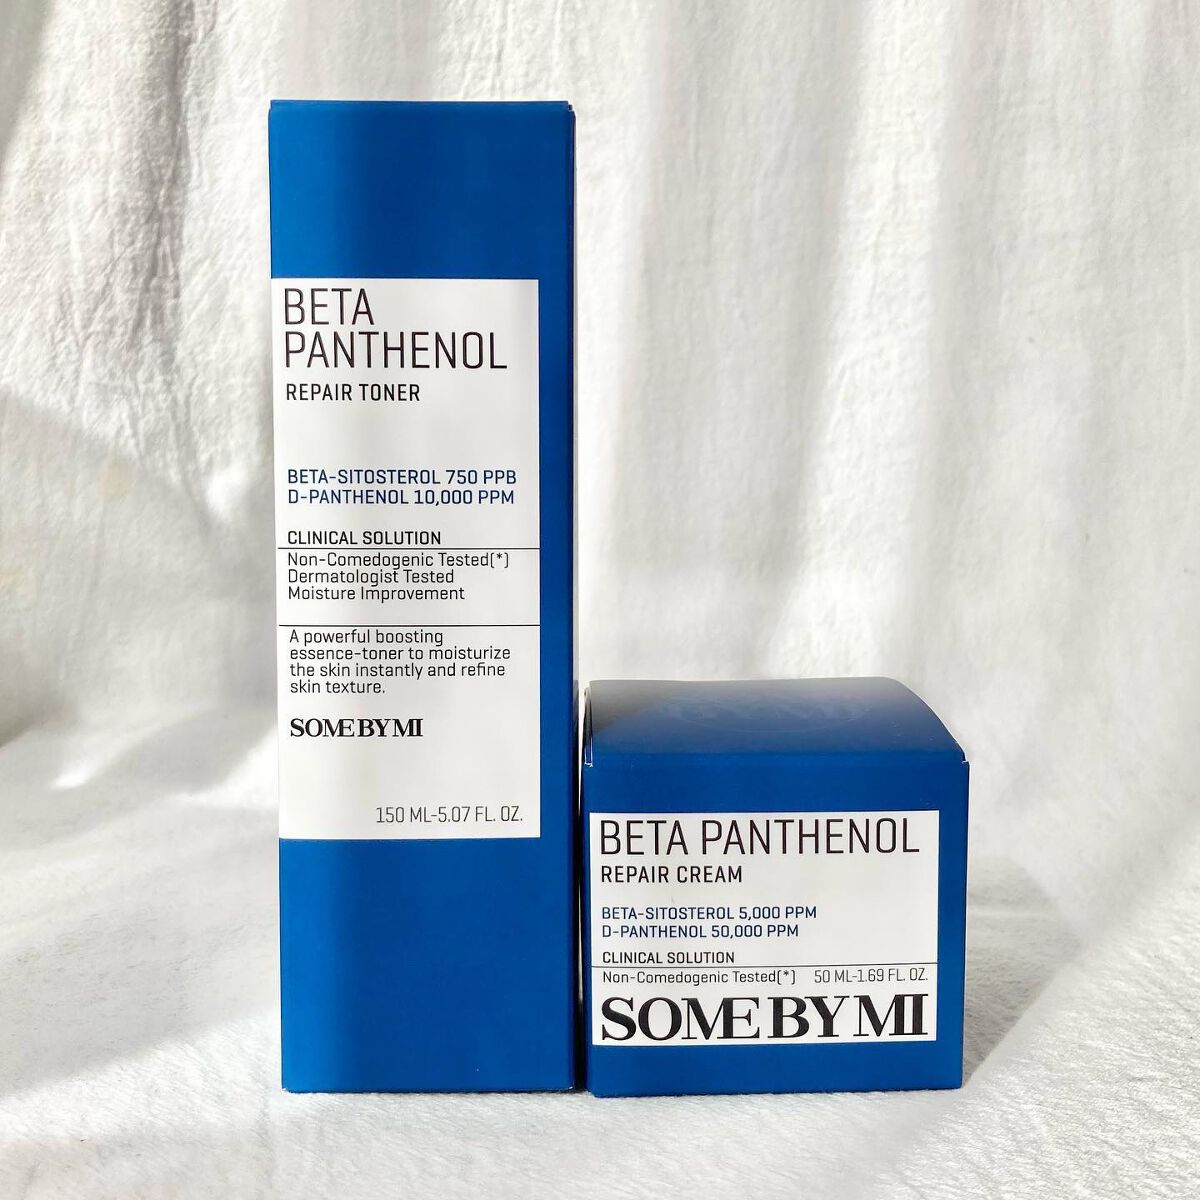 BETA
PANTHENOL
REPAIR TONER
BETA-SITOSTEROL 750 PPB
D-PANTHENOL 10,000 PPM
CLINICAL SOLUTION
Non-Comedogenic Tested(*)
Dermatologist Tested
Moisture Improvement
A powerful boosting
essence-toner to moisturize
the skin instantly and refine
skin texture.
SOME BY MI
150 ML-5.07 FL. OZ.
BETA PANTHENOL
REPAIR CREAM
BETA-SITOSTEROL 5,000 PPM
D-PANTHENOL 50,000 PPM
CLINICAL SOLUTION
Non-Comedogenic Tested(*) 50 ML-1.69 FL. OZ.
SOME BY MI